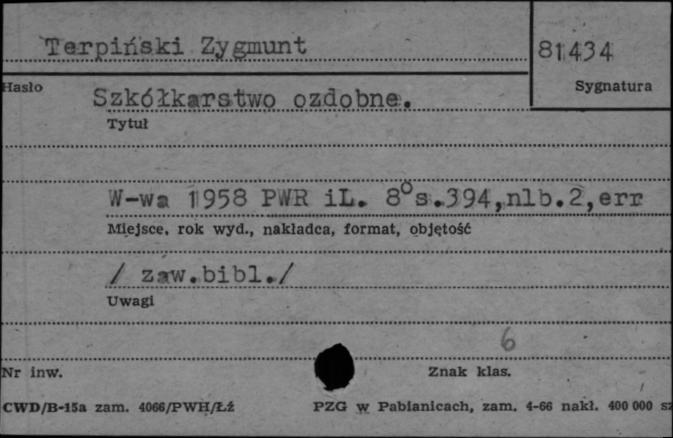 Terpiński Zygmunt
81434
Hasło
Sygnatura
Szkółkarstwo ozdobne.
Tytuł
W-wa 1958 PWR iL. 8°s.394,nlb.2,err
Miejsce, rok wyd., nakładca, format, objętość
/ zaw.bibl./
Uwagi
6
Nr inw.
Znak klas.
CWD/B-15a zam. 4066/PWH/Łź
PZG w Pabianicach, zam. 4-66 nakł. 400 000